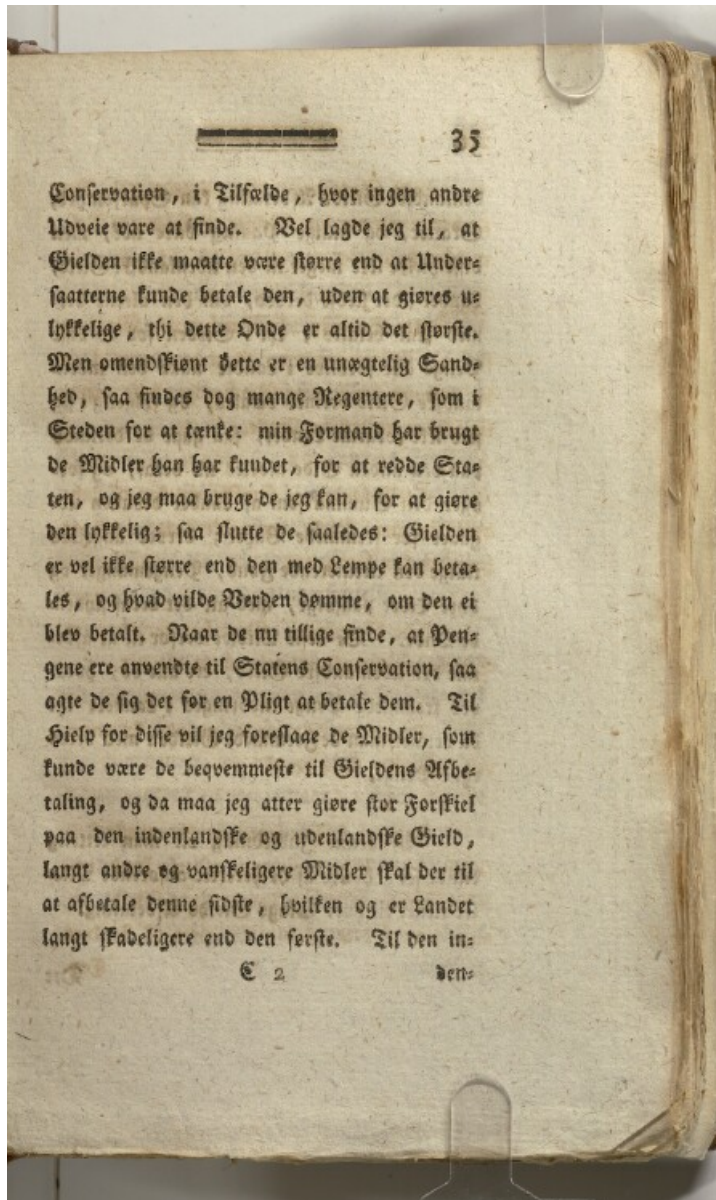 35
Conservation, i Tilfælde, hvor ingen andre
Udveie vare at finde. Vel lagde jeg til, at
Gielden ikke maatte være større end at Under-
saatterne kunde betale den, uden at giøres u-
lykkelige, thi dette Onde er altid det største.
Men omendskiønt dette er en unægtelig Sand-
hed, saa findes dog mange Regentere, som i
Steden for at tænke: min Formand har brugt
de Midler han har kundet, for at redde Sta-
ten, og jeg maa bruge de jeg kan, for at giøre
den lykkelig; saa slutte de saaledes: Gielden
er vel ikke større end den med Lempe kan beta-
les, og hvad vilde Verden dømme, om den ei
blev betalt. Naar de nu tillige finde, at Pen-
gene ere anvendte til Statens Conservation, saa
agte de sig det for en Pligt at betale dem. Til
Hielp for disse vil jeg foreslaae de Midler, som
kunde være de beqvemmeste til Gieldens Afbe-
taling, og da maa jeg atter giøre stor Forskiel
paa den indenlandske og udenlandske Gield,
langt andre og vanskeligere Midler skal der til
at afbetale denne sidste, hvilken og er Landet
langt skadeligere end den første. Til den in-
C 2 den-